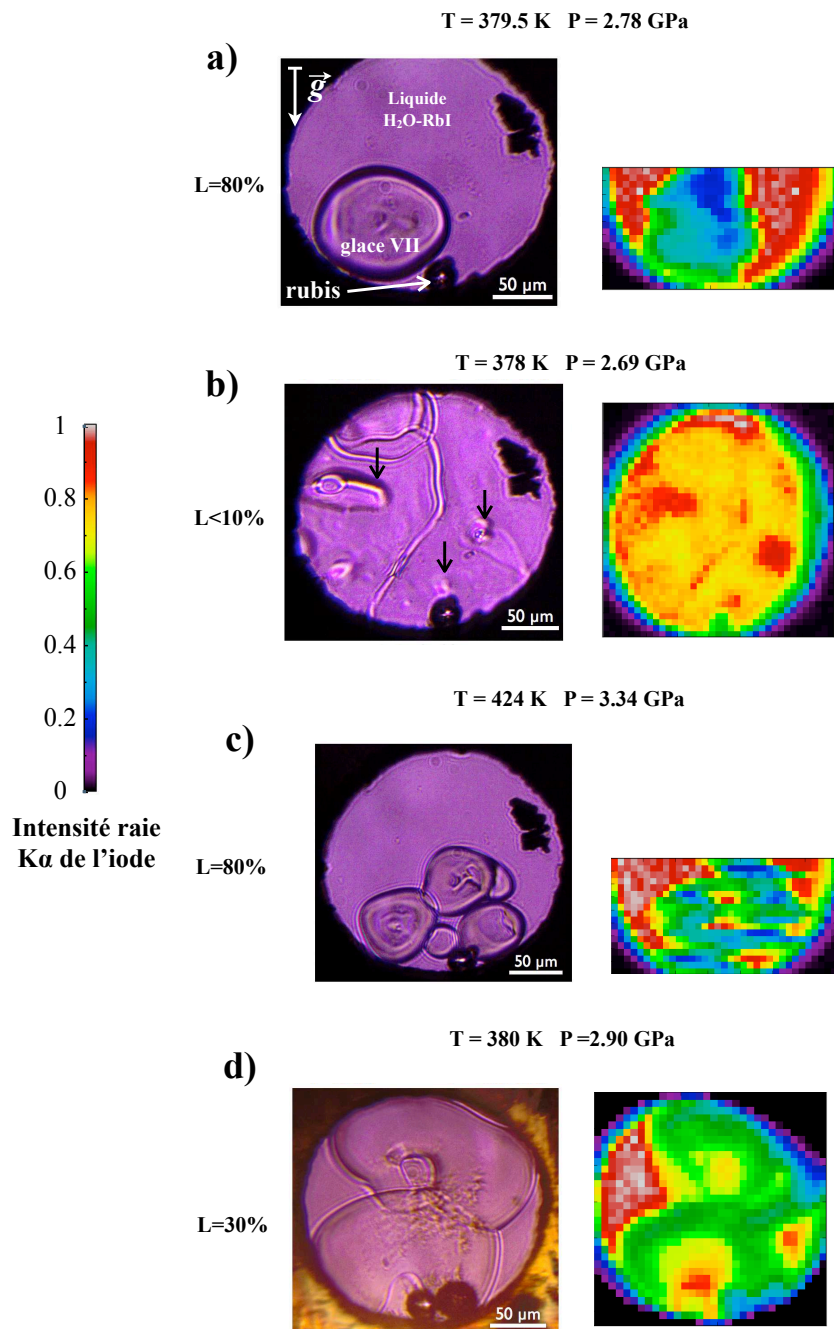 T = 379.5 K P = 2.78 GPa
a)
g
Liquide
H₂O-RbI
L=80%
glace VII
rubis
50 µm
T = 378 K P = 2.69 GPa
b)
L<10%
50 µm
1
0.8
0.6
0.4
0.2
0
Intensité raie
Kα de l’iode
T = 424 K P = 3.34 GPa
c)
L=80%
50 µm
T = 380 K P =2.90 GPa
d)
L=30%
50 µm